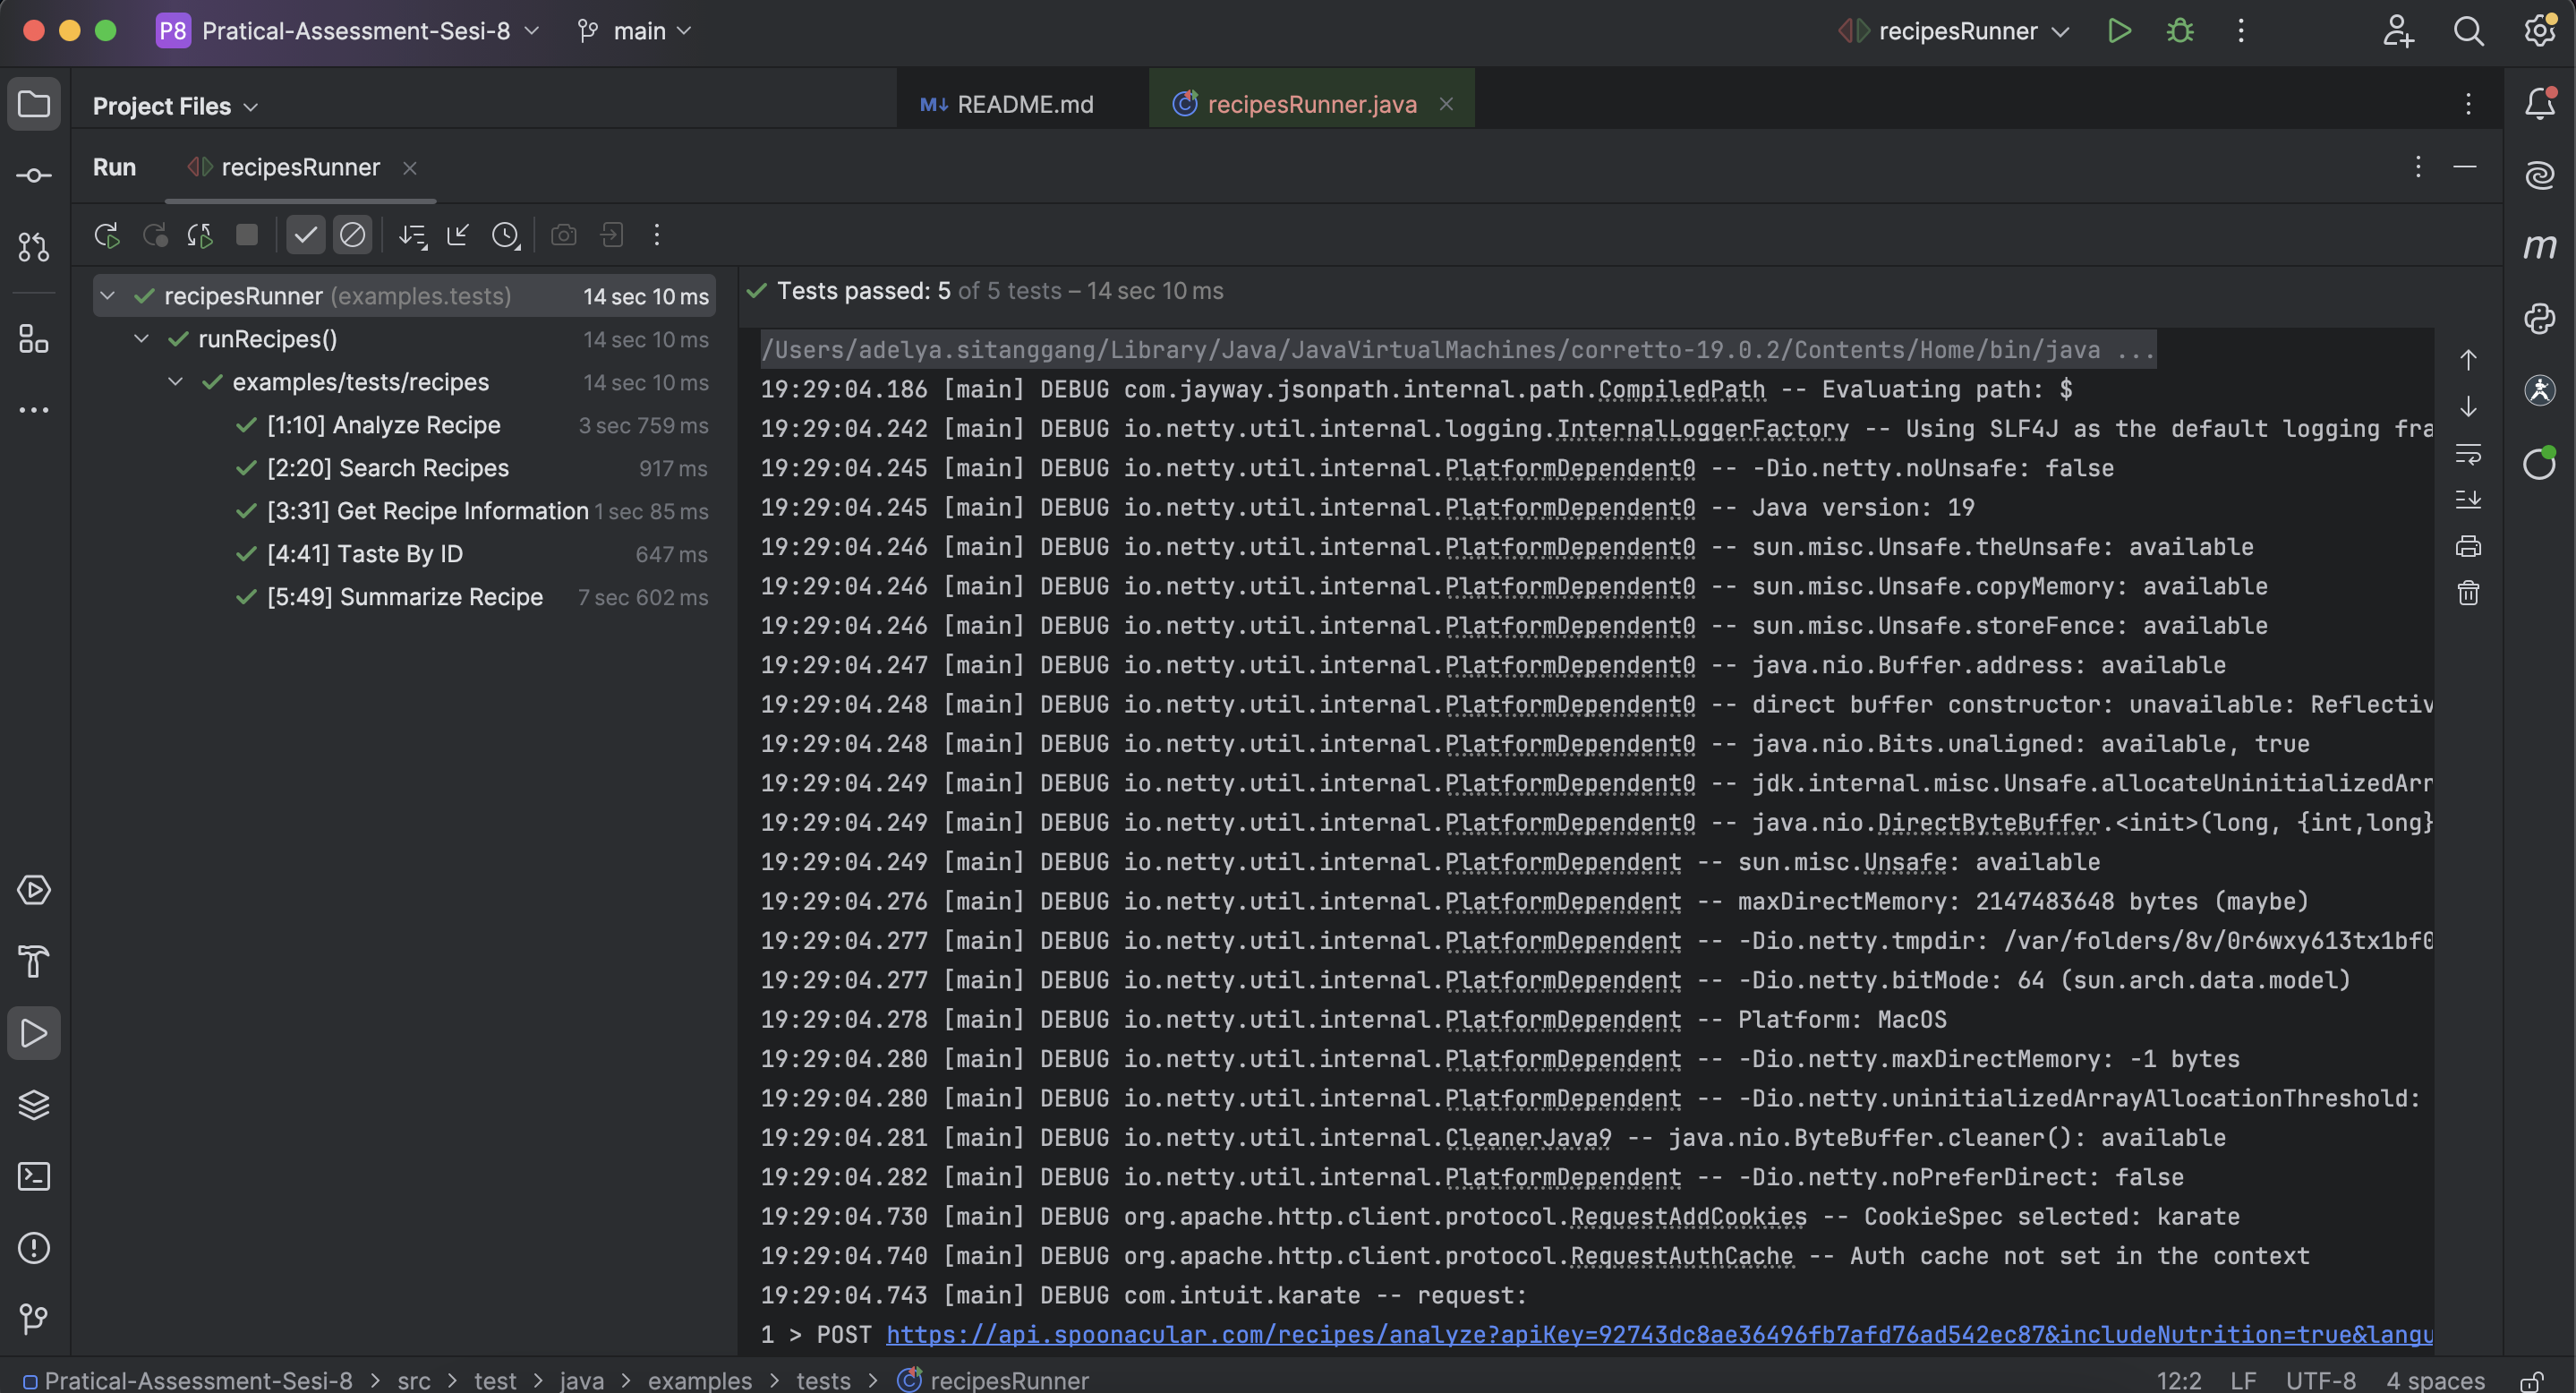 P8 Pratical-Assessment-Sesi-8 main recipesRunner
Project Files README.md recipesRunner.java
Run recipesRunner
recipesRunner (examples.tests) 14 sec 10 ms
runRecipes() 14 sec 10 ms
examples/tests/recipes 14 sec 10 ms
[1:10] Analyze Recipe 3 sec 759 ms
[2:20] Search Recipes 917 ms
[3:31] Get Recipe Information 1 sec 85 ms
[4:41] Taste By ID 647 ms
[5:49] Summarize Recipe 7 sec 602 ms
Tests passed: 5 of 5 tests – 14 sec 10 ms
/Users/adelya.sitanggang/Library/Java/JavaVirtualMachines/corretto-19.0.2/Contents/Home/bin/java ...
19:29:04.186 [main] DEBUG com.jayway.jsonpath.internal.path.CompiledPath -- Evaluating path: $
19:29:04.242 [main] DEBUG io.netty.util.internal.logging.InternalLoggerFactory -- Using SLF4J as the default logging fra
19:29:04.245 [main] DEBUG io.netty.util.internal.PlatformDependent0 -- -Dio.netty.noUnsafe: false
19:29:04.245 [main] DEBUG io.netty.util.internal.PlatformDependent0 -- Java version: 19
19:29:04.246 [main] DEBUG io.netty.util.internal.PlatformDependent0 -- sun.misc.Unsafe.theUnsafe: available
19:29:04.246 [main] DEBUG io.netty.util.internal.PlatformDependent0 -- sun.misc.Unsafe.copyMemory: available
19:29:04.246 [main] DEBUG io.netty.util.internal.PlatformDependent0 -- sun.misc.Unsafe.storeFence: available
19:29:04.247 [main] DEBUG io.netty.util.internal.PlatformDependent0 -- java.nio.Buffer.address: available
19:29:04.248 [main] DEBUG io.netty.util.internal.PlatformDependent0 -- direct buffer constructor: unavailable: Reflectiv
19:29:04.248 [main] DEBUG io.netty.util.internal.PlatformDependent0 -- java.nio.Bits.unaligned: available, true
19:29:04.249 [main] DEBUG io.netty.util.internal.PlatformDependent0 -- jdk.internal.misc.Unsafe.allocateUninitializedArr
19:29:04.249 [main] DEBUG io.netty.util.internal.PlatformDependent0 -- java.nio.DirectByteBuffer.<init>(long, {int,long}
19:29:04.249 [main] DEBUG io.netty.util.internal.PlatformDependent -- sun.misc.Unsafe: available
19:29:04.276 [main] DEBUG io.netty.util.internal.PlatformDependent -- maxDirectMemory: 2147483648 bytes (maybe)
19:29:04.277 [main] DEBUG io.netty.util.internal.PlatformDependent -- -Dio.netty.tmpdir: /var/folders/8v/0r6wxy613tx1bf0
19:29:04.277 [main] DEBUG io.netty.util.internal.PlatformDependent -- -Dio.netty.bitMode: 64 (sun.arch.data.model)
19:29:04.278 [main] DEBUG io.netty.util.internal.PlatformDependent -- Platform: MacOS
19:29:04.280 [main] DEBUG io.netty.util.internal.PlatformDependent -- -Dio.netty.maxDirectMemory: -1 bytes
19:29:04.280 [main] DEBUG io.netty.util.internal.PlatformDependent -- -Dio.netty.uninitializedArrayAllocationThreshold:
19:29:04.281 [main] DEBUG io.netty.util.internal.CleanerJava9 -- java.nio.ByteBuffer.cleaner(): available
19:29:04.282 [main] DEBUG io.netty.util.internal.PlatformDependent -- -Dio.netty.noPreferDirect: false
19:29:04.730 [main] DEBUG org.apache.http.client.protocol.RequestAddCookies -- CookieSpec selected: karate
19:29:04.740 [main] DEBUG org.apache.http.client.protocol.RequestAuthCache -- Auth cache not set in the context
19:29:04.743 [main] DEBUG com.intuit.karate -- request:
1 > POST https://api.spoonacular.com/recipes/analyze?apiKey=92743dc8ae36496fb7afd76ad542ec87&includeNutrition=true&langu
Pratical-Assessment-Sesi-8 > src > test > java > examples > tests > recipesRunner 12:2 LF UTF-8 4 spaces